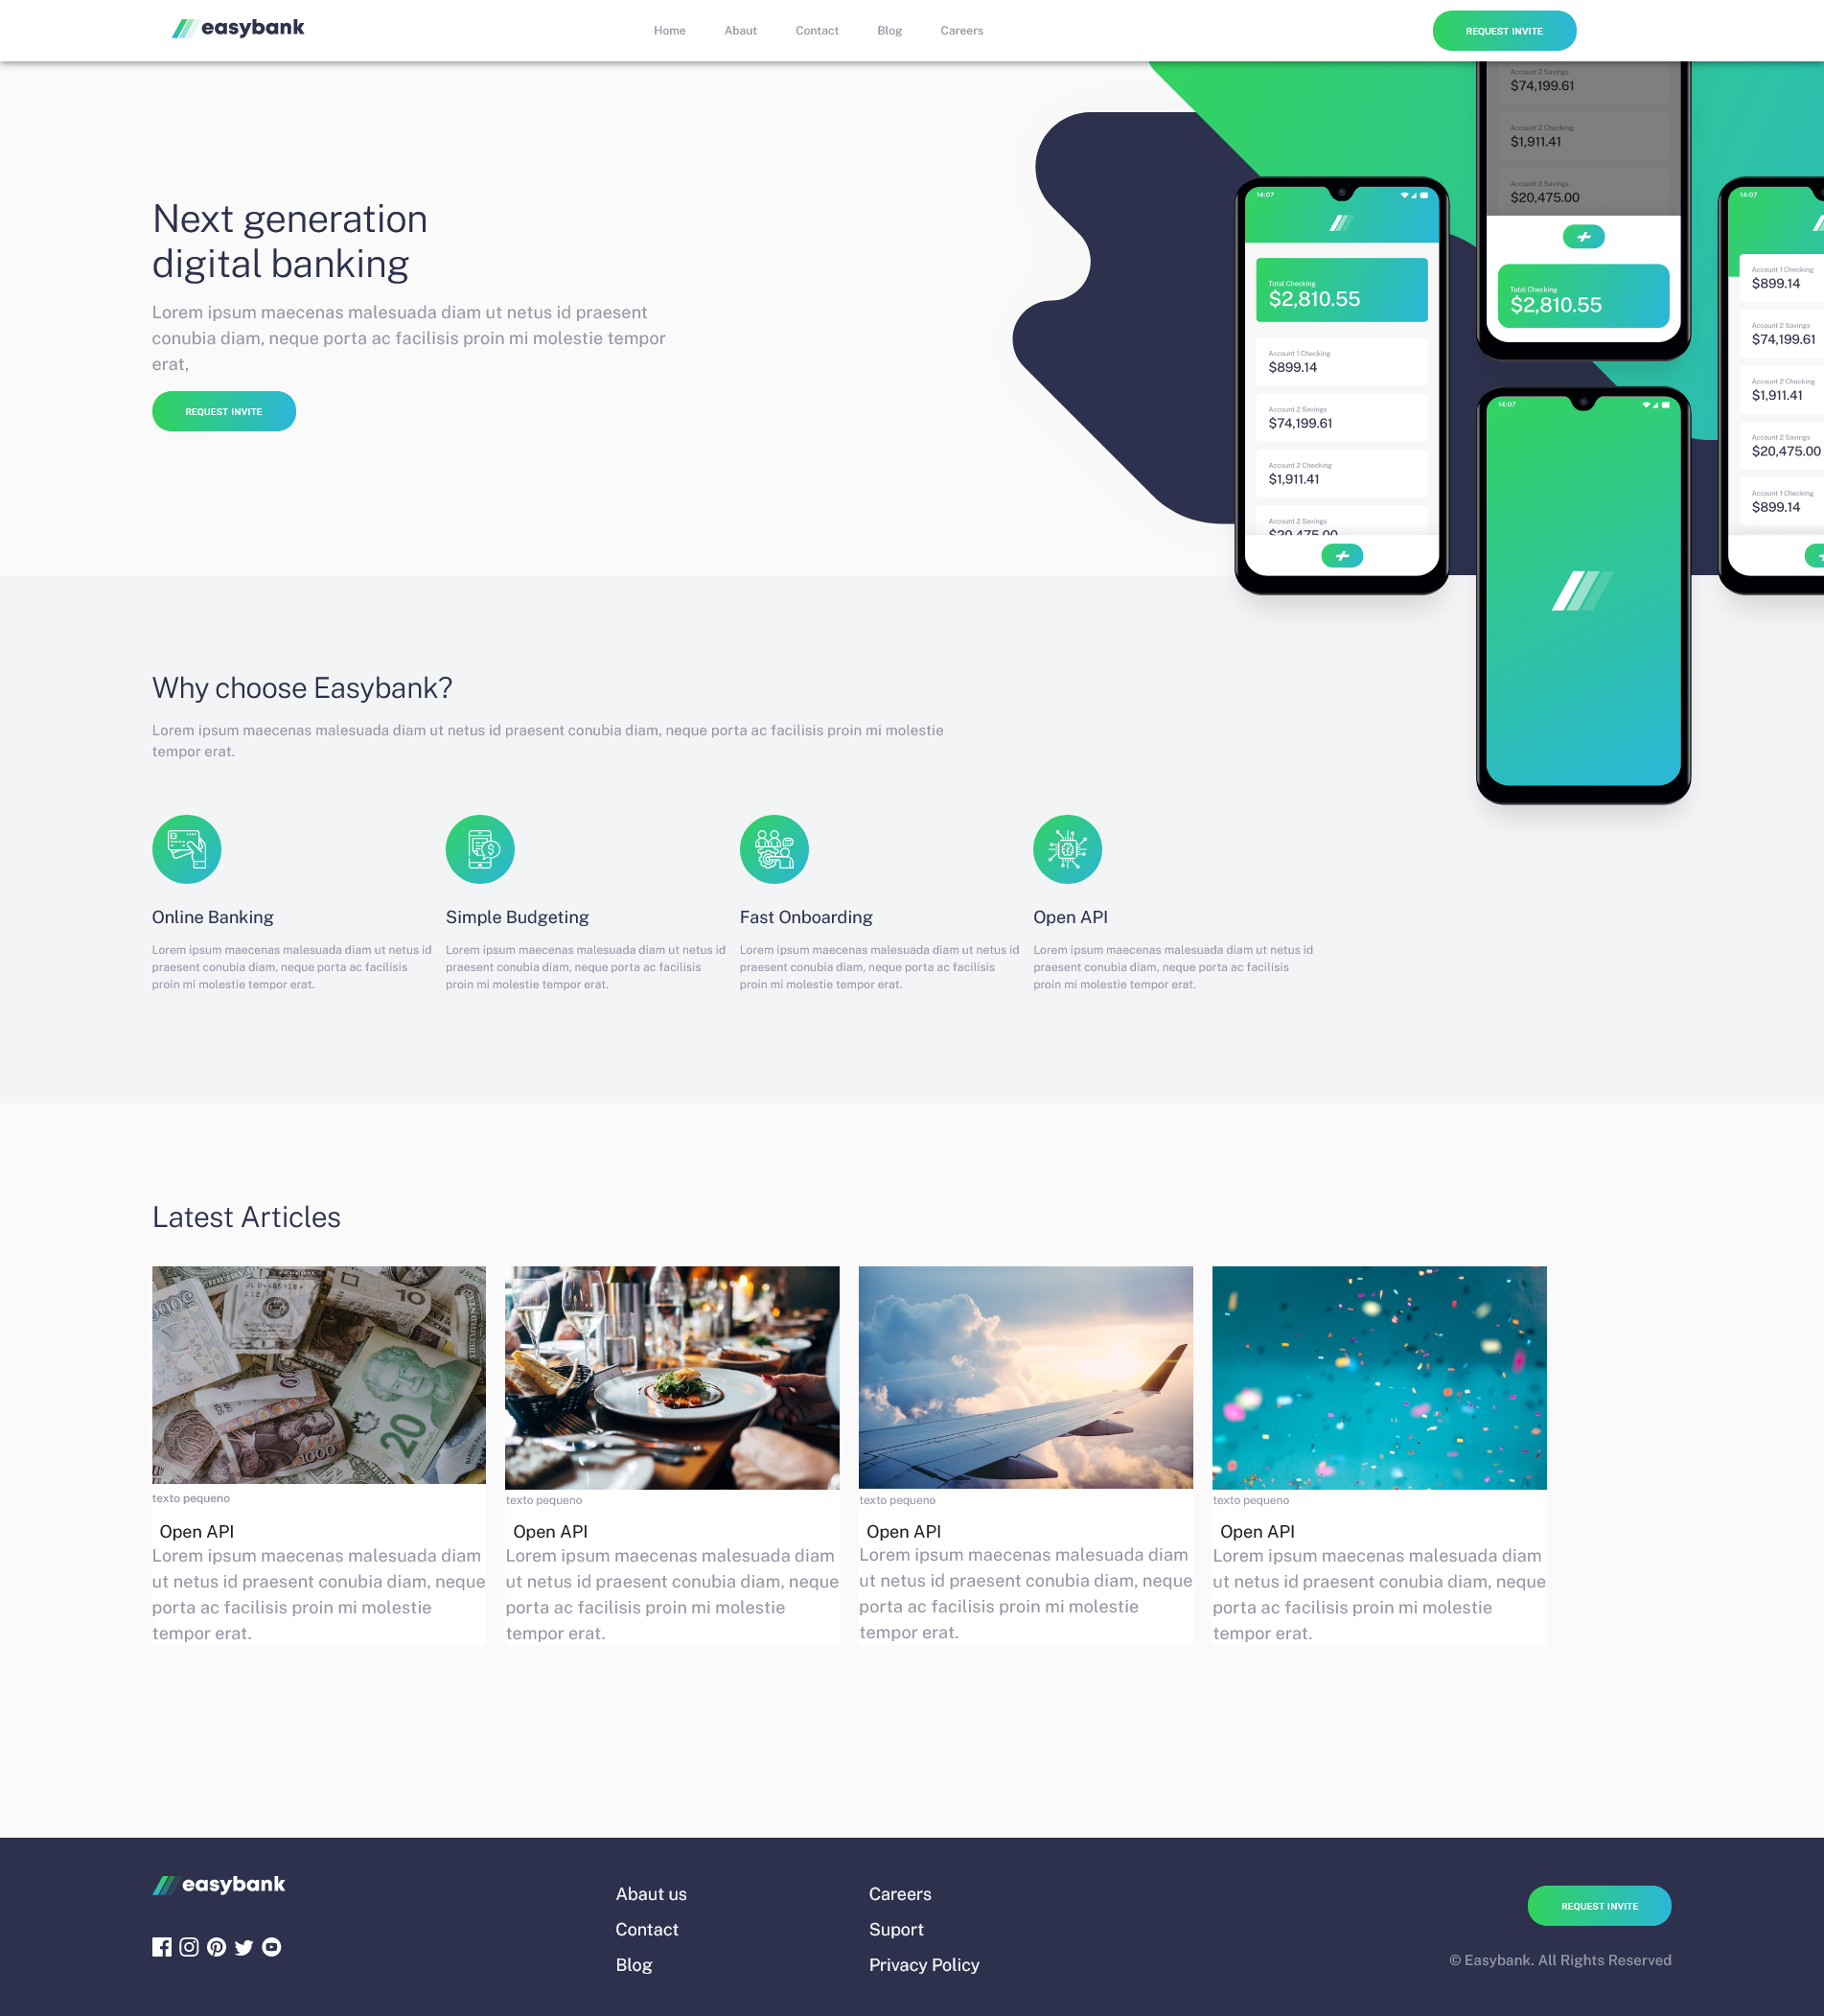 easybank
Home Abaut Contact Blog Careers
REQUEST INVITE
Next generation
digital banking
Lorem ipsum maecenas malesuada diam ut netus id praesent
conubia diam, neque porta ac facilisis proin mi molestie tempor
erat,
REQUEST INVITE
14:07
Total Checking
$2,810.55
Account 1 Checking
$899.14
Account 2 Savings
$74,199.61
Account 2 Checking
$1,911.41
Account 2 Savings
$20,475.00
Account 2 Savings
$74,199.61
Account 2 Checking
$1,911.41
Account 2 Savings
$20,475.00
Total Checking
$2,810.55
14:07
14:07
Account 1 Checking
$899.14
Account 2 Savings
$74,199.61
Account 2 Checking
$1,911.41
Account 2 Savings
$20,475.00
Account 1 Checking
$899.14
Why choose Easybank?
Lorem ipsum maecenas malesuada diam ut netus id praesent conubia diam, neque porta ac facilisis proin mi molestie
tempor erat.
Online Banking
Lorem ipsum maecenas malesuada diam ut netus id
praesent conubia diam, neque porta ac facilisis
proin mi molestie tempor erat.
Simple Budgeting
Lorem ipsum maecenas malesuada diam ut netus id
praesent conubia diam, neque porta ac facilisis
proin mi molestie tempor erat.
Fast Onboarding
Lorem ipsum maecenas malesuada diam ut netus id
praesent conubia diam, neque porta ac facilisis
proin mi molestie tempor erat.
Open API
Lorem ipsum maecenas malesuada diam ut netus id
praesent conubia diam, neque porta ac facilisis
proin mi molestie tempor erat.
Latest Articles
10
20
1000
texto pequeno
Open API
Lorem ipsum maecenas malesuada diam
ut netus id praesent conubia diam, neque
porta ac facilisis proin mi molestie
tempor erat.
texto pequeno
Open API
Lorem ipsum maecenas malesuada diam
ut netus id praesent conubia diam, neque
porta ac facilisis proin mi molestie
tempor erat.
texto pequeno
Open API
Lorem ipsum maecenas malesuada diam
ut netus id praesent conubia diam, neque
porta ac facilisis proin mi molestie
tempor erat.
texto pequeno
Open API
Lorem ipsum maecenas malesuada diam
ut netus id praesent conubia diam, neque
porta ac facilisis proin mi molestie
tempor erat.
easybank
Abaut us
Contact
Blog
Careers
Suport
Privacy Policy
REQUEST INVITE
© Easybank. All Rights Reserved